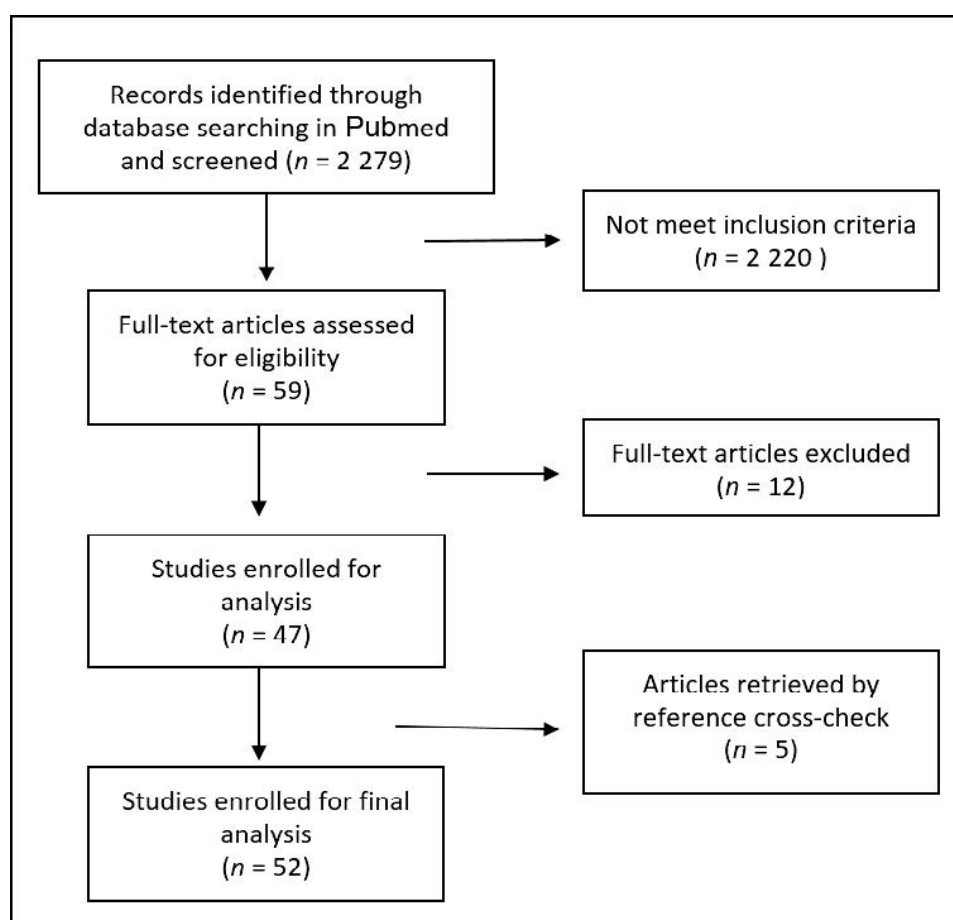 Records identified through
database searching in Pubmed
and screened (n = 2 279)
Not meet inclusion criteria
(n = 2 220 )
Full-text articles assessed
for eligibility
(n = 59)
Full-text articles excluded
(n = 12)
Studies enrolled for
analysis
(n = 47)
Articles retrieved by
reference cross-check
(n = 5)
Studies enrolled for final
analysis
(n = 52)